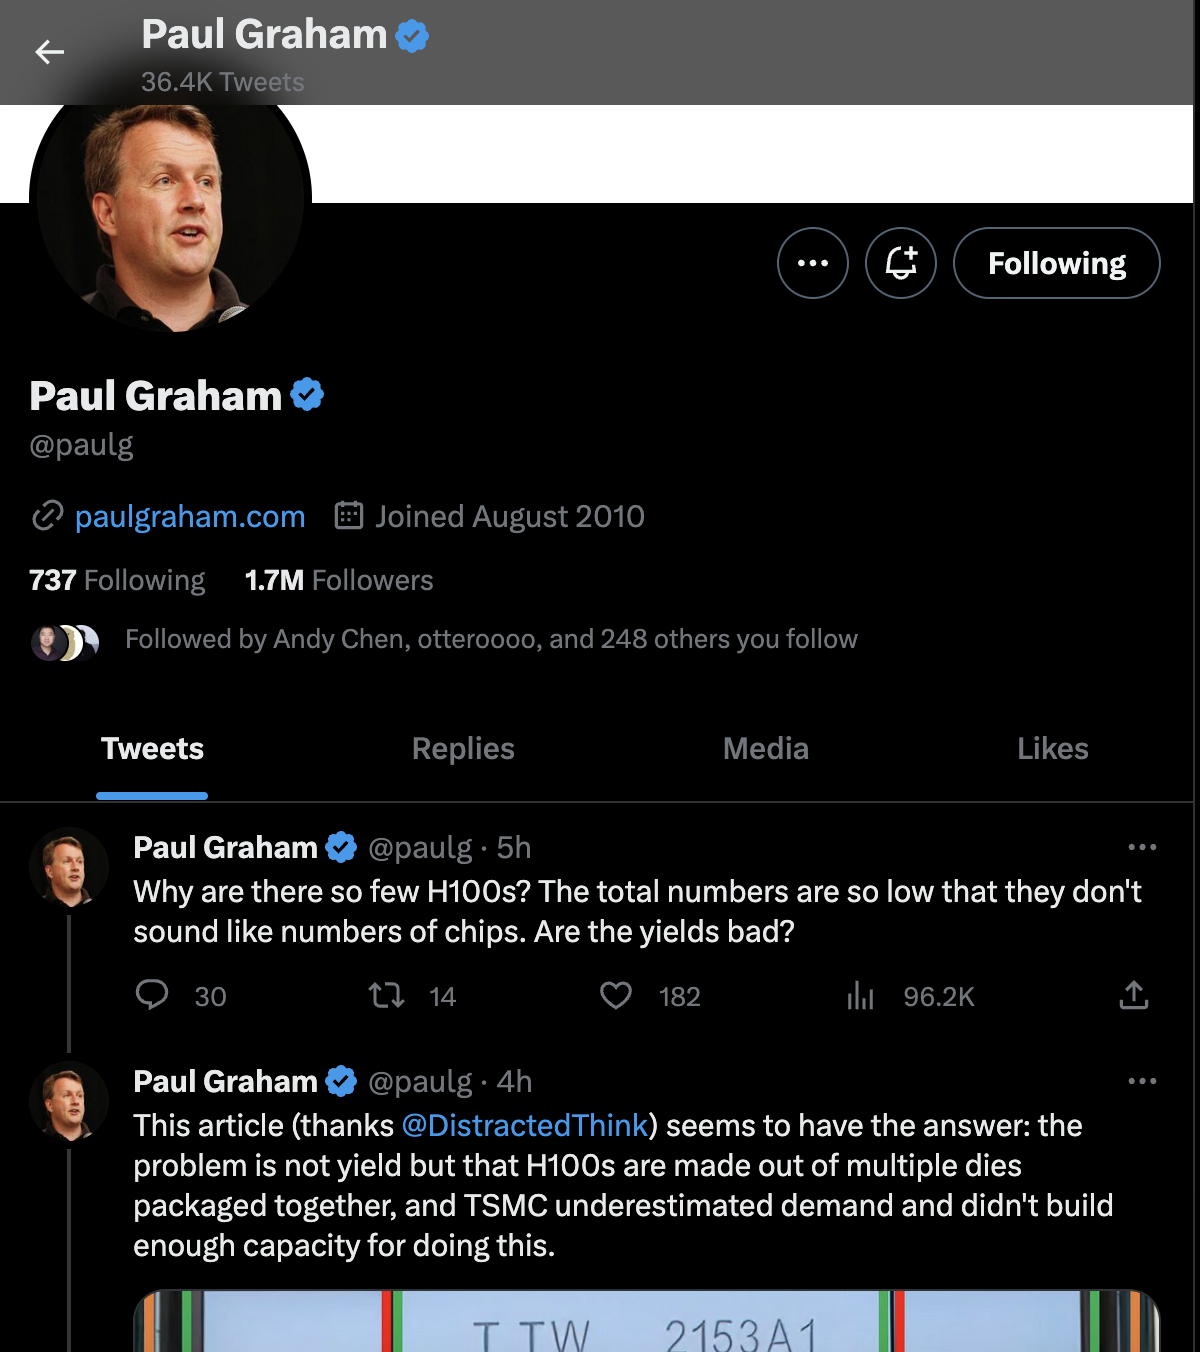 Paul Graham
36.4K Tweets
Following
Paul Graham
@paulg
paulgraham.com Joined August 2010
737 Following 1.7M Followers
Followed by Andy Chen, otteroooo, and 248 others you follow
Tweets Replies Media Likes
Paul Graham @paulg · 5h
Why are there so few H100s? The total numbers are so low that they don't
sound like numbers of chips. Are the yields bad?
30 14 182 96.2K
Paul Graham @paulg · 4h
This article (thanks @DistractedThink) seems to have the answer: the
problem is not yield but that H100s are made out of multiple dies
packaged together, and TSMC underestimated demand and didn't build
enough capacity for doing this.
T TW 2153A1